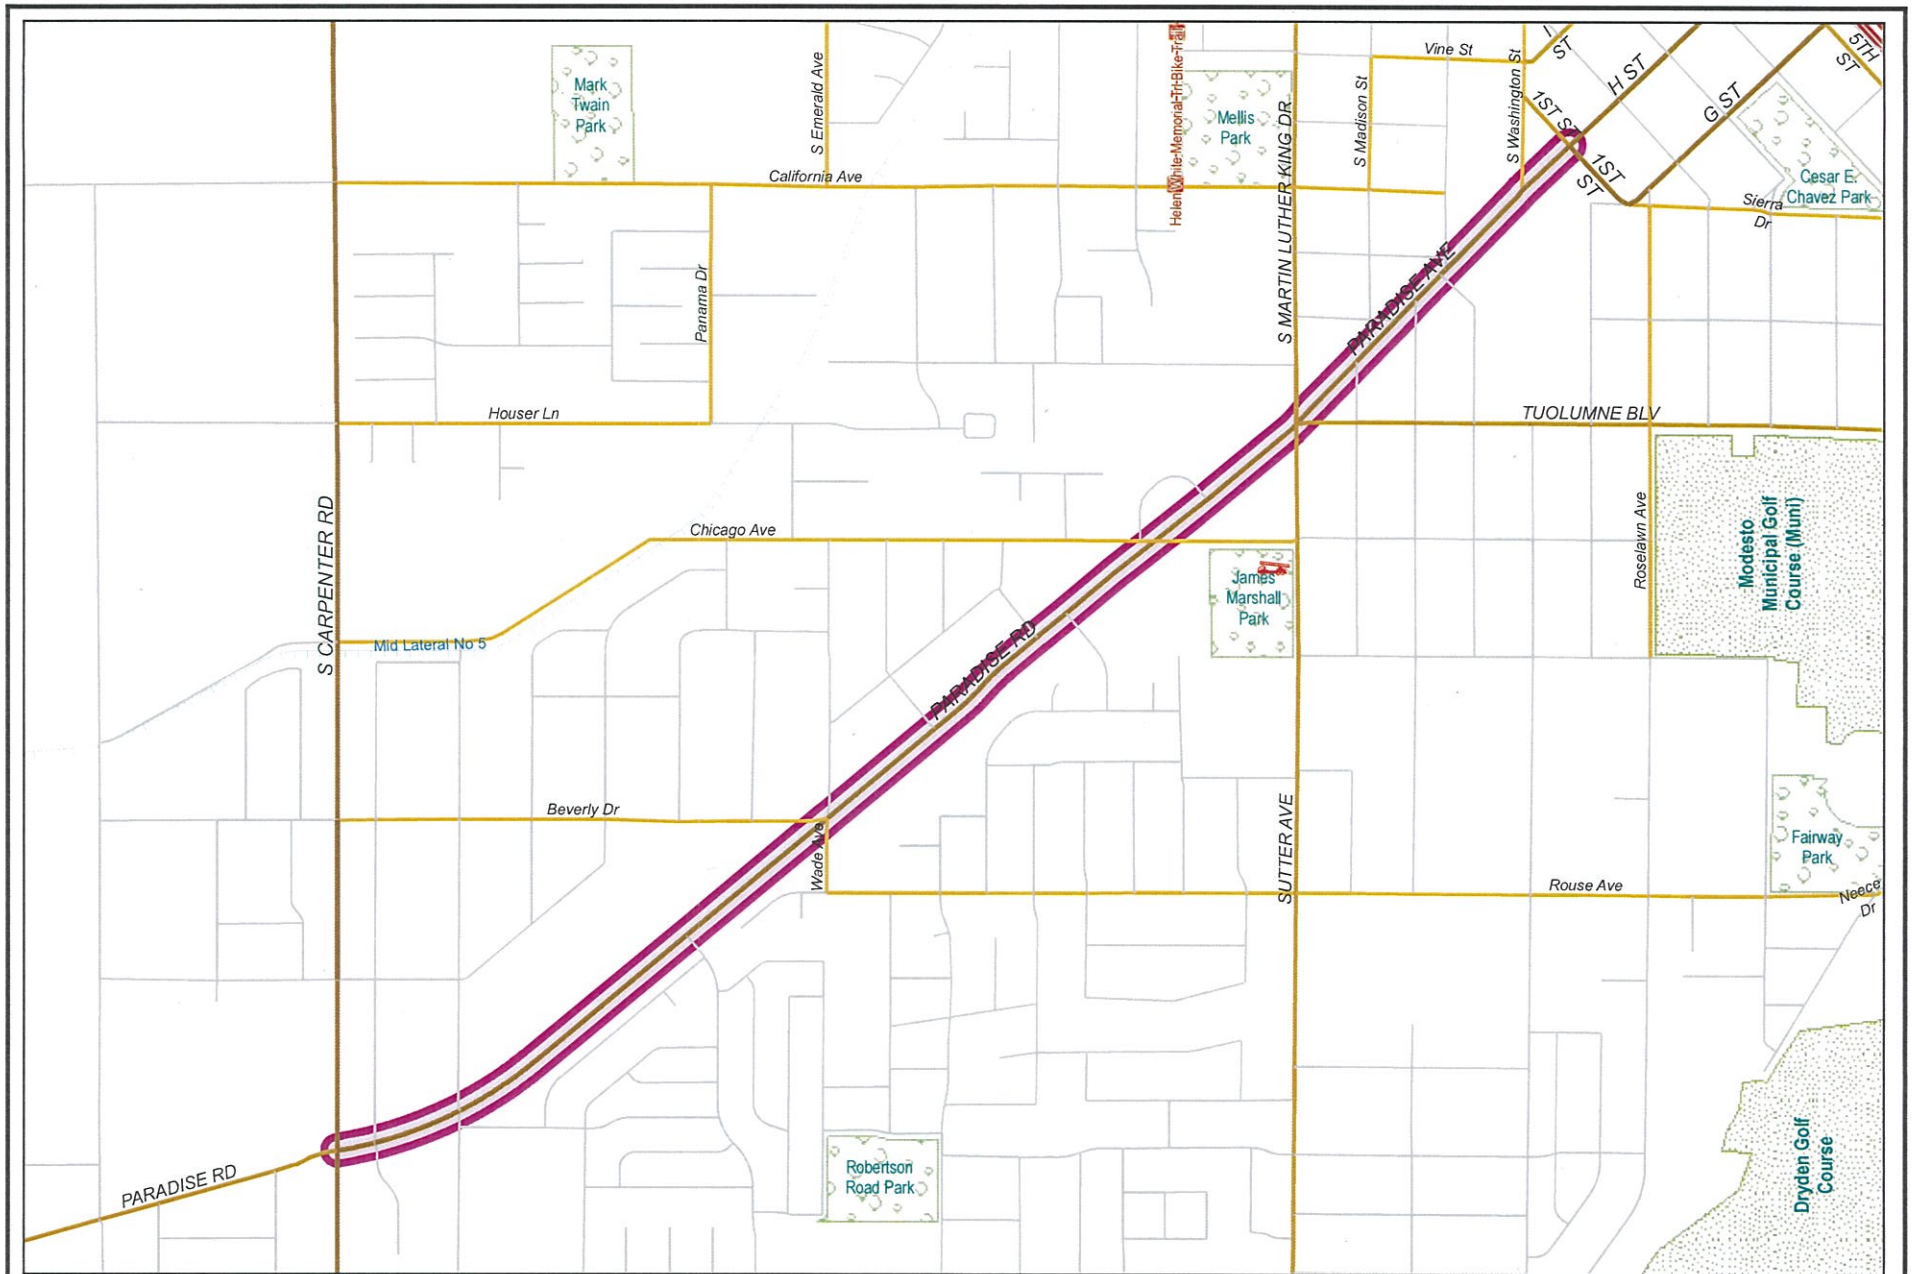 I
ST
5TH
ST
Vine St
H ST
G ST
Mark
Twain
Park
S Emerald Ave
Helen White Memorial Tri Bike Trail
Mellis
Park
S Madison St
S Washington St
1ST ST
1ST
ST
California Ave
Cesar E.
Chavez Park
Sierra
Dr
S MARTIN LUTHER KING DR
Panama Dr
PARADISE AVE
Houser Ln
TUOLUMNE BLV
S CARPENTER RD
Chicago Ave
Roselawn Ave
Modesto
Municipal Golf
Course (Muni)
James
Marshall
Park
Mid Lateral No 5
PARADISE RD
Beverly Dr
Wade Ave
SUTTER AVE
Fairway
Park
Rouse Ave
Neece
Dr
PARADISE RD
Robertson
Road Park
Dryden Golf
Course